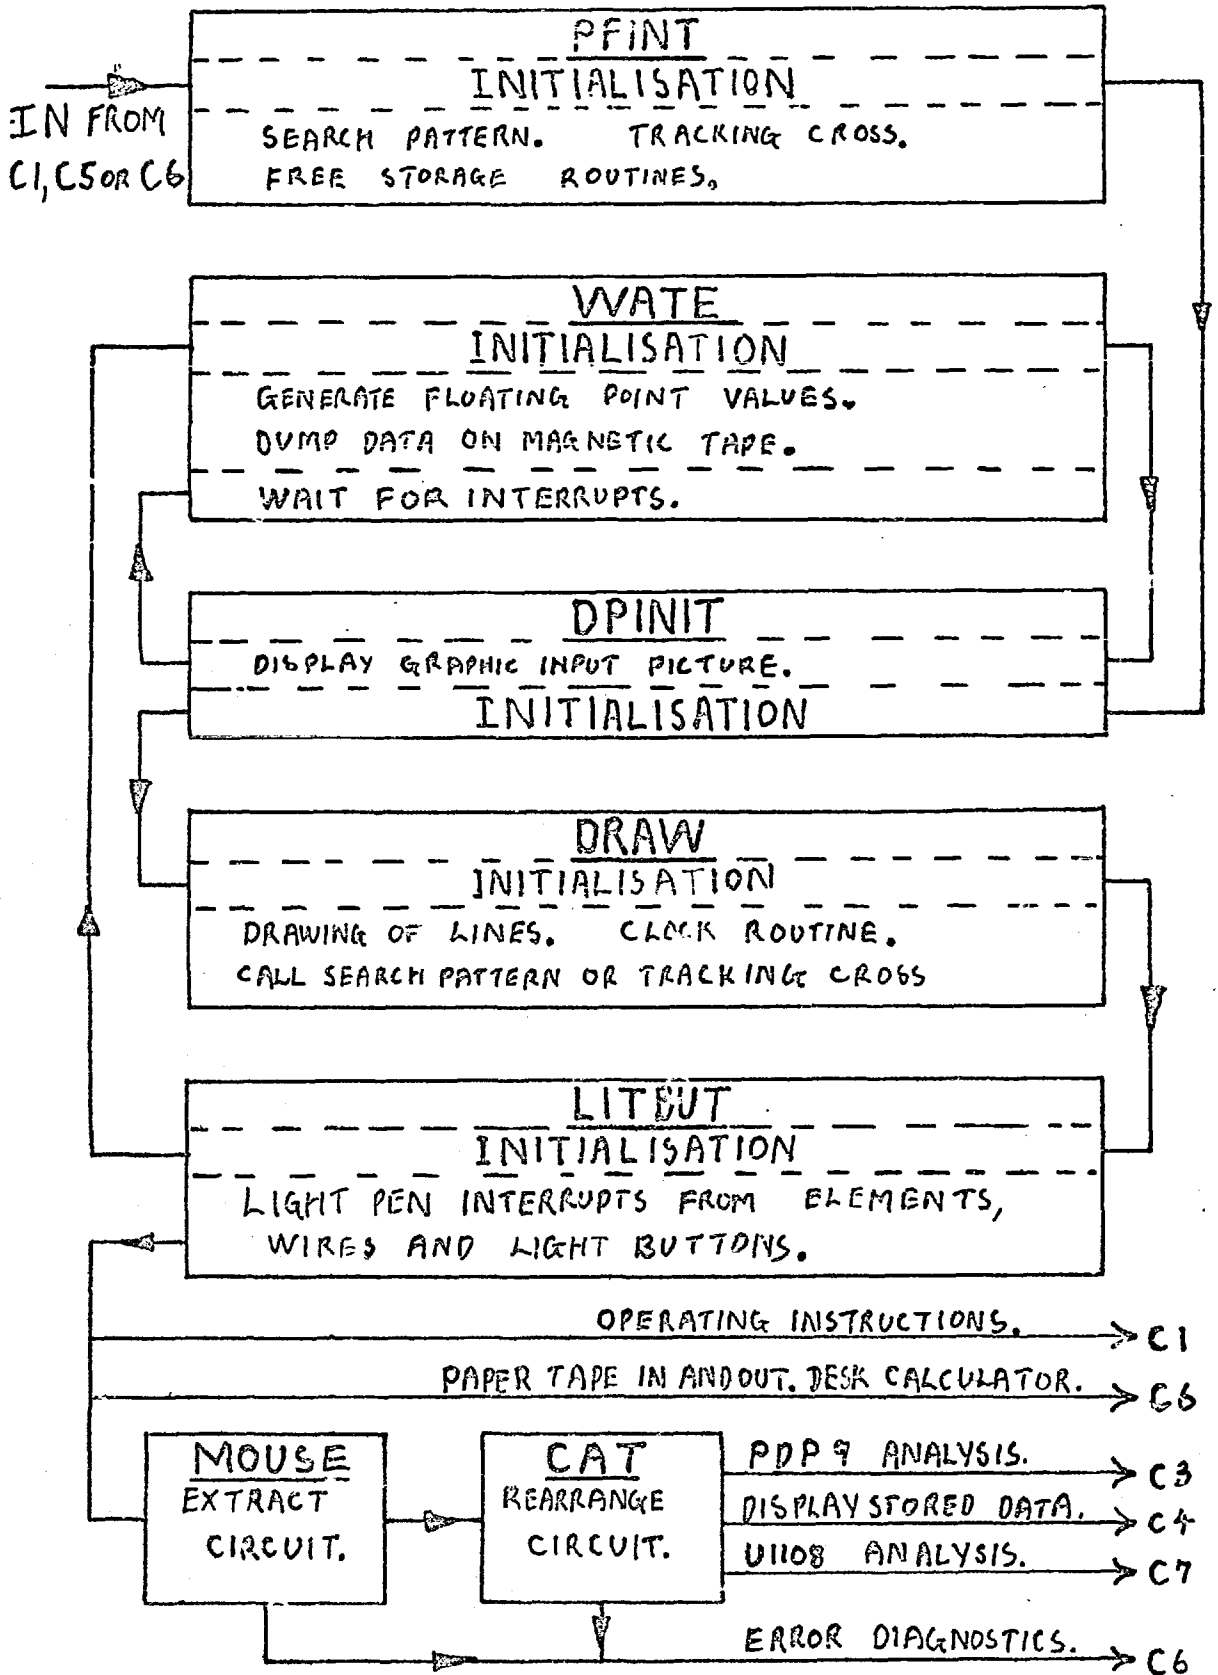 PFINT
INITIALISATION
IN FROM
C1, C5 OR C6
SEARCH PATTERN. TRACKING CROSS.
FREE STORAGE ROUTINES.
WATE
INITIALISATION
GENERATE FLOATING POINT VALUES.
DUMP DATA ON MAGNETIC TAPE.
WAIT FOR INTERRUPTS.
DPINIT
DISPLAY GRAPHIC INPUT PICTURE.
INITIALISATION
DRAW
INITIALISATION
DRAWING OF LINES. CLOCK ROUTINE.
CALL SEARCH PATTERN OR TRACKING CROSS
LITBUT
INITIALISATION
LIGHT PEN INTERRUPTS FROM ELEMENTS,
WIRES AND LIGHT BUTTONS.
OPERATING INSTRUCTIONS. C1
PAPER TAPE IN AND OUT. DESK CALCULATOR. C6
MOUSE
EXTRACT
CIRCUIT.
CAT
REARRANGE
CIRCUIT.
PDP 9 ANALYSIS. C3
DISPLAY STORED DATA. C4
U1108 ANALYSIS. C7
ERROR DIAGNOSTICS. C6